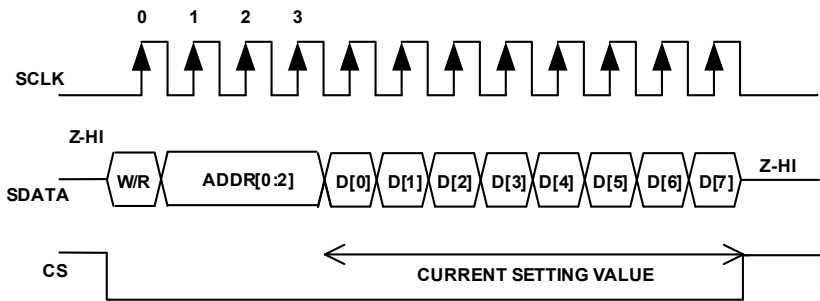 0 1 2 3
SCLK
Z-HI
W/R ADDR[0:2] D[0] D[1] D[2] D[3] D[4] D[5] D[6] D[7] Z-HI
SDATA
CS
CURRENT SETTING VALUE